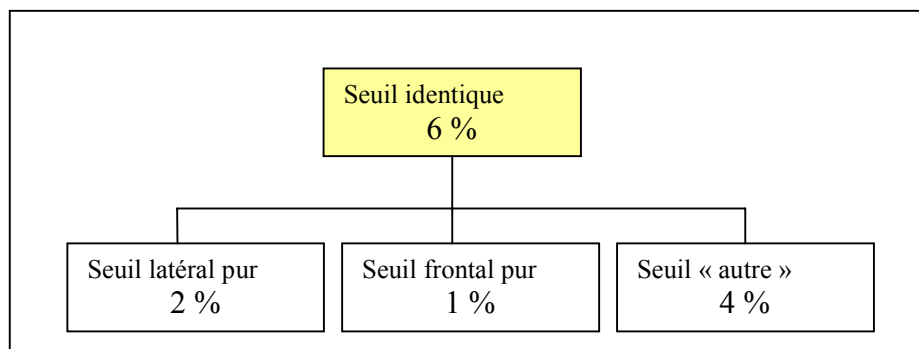 Seuil identique
6 %
Seuil latéral pur
2 %
Seuil frontal pur
1 %
Seuil « autre »
4 %